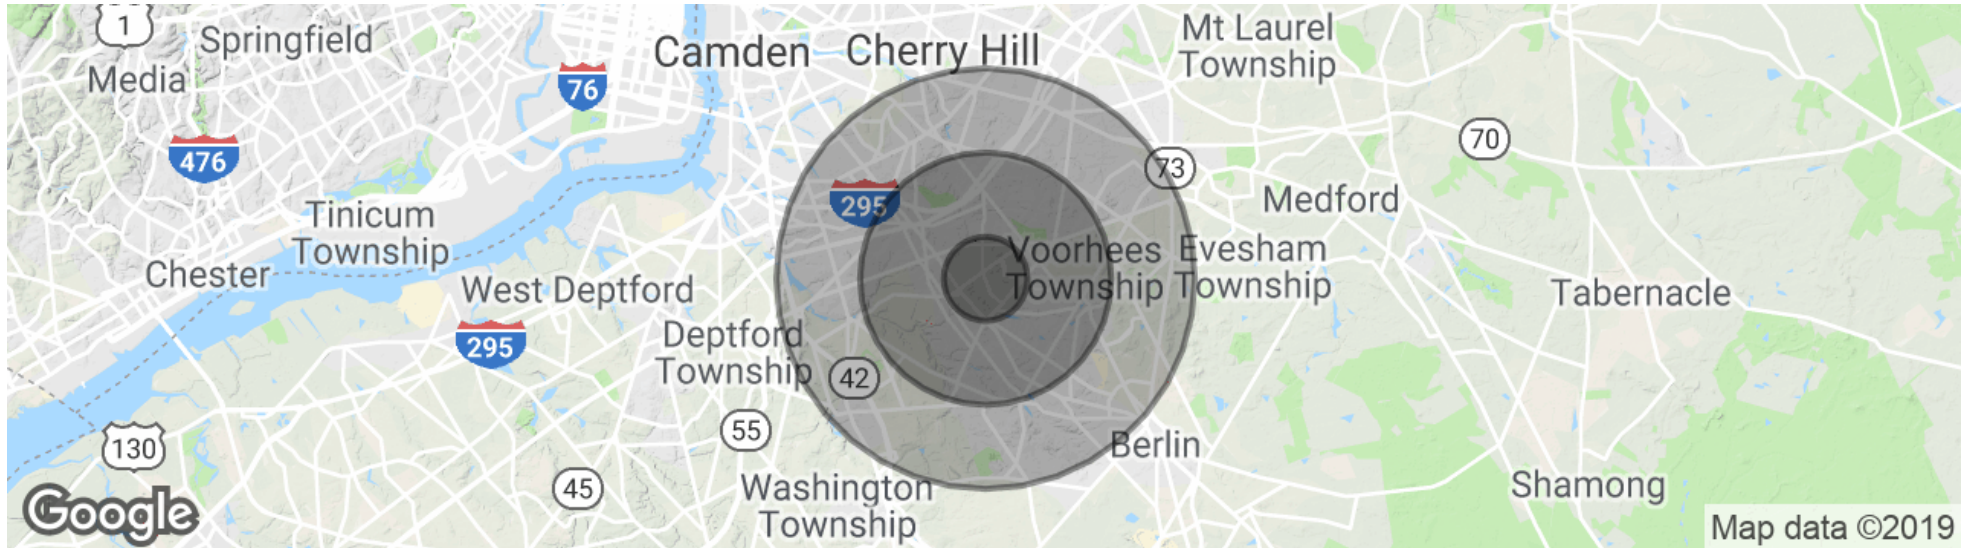 1
Springfield
Media
476
76
Camden
Cherry Hill
Mt Laurel
Township
70
73
295
Medford
Tinicum
Township
Chester
West Deptford
Voorhees
Township
Evesham
Township
Tabernacle
295
Deptford
Township
42
55
130
45
Berlin
Washington
Township
Shamong
Google
Map data ©2019